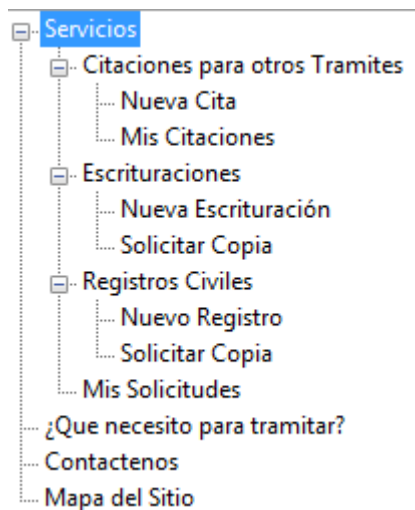 Servicios
Citaciones para otros Tramites
Nueva Cita
Mis Citaciones
Escrituraciones
Nueva Escrituración
Solicitar Copia
Registros Civiles
Nuevo Registro
Solicitar Copia
Mis Solicitudes
¿Que necesito para tramitar?
Contactenos
Mapa del Sitio